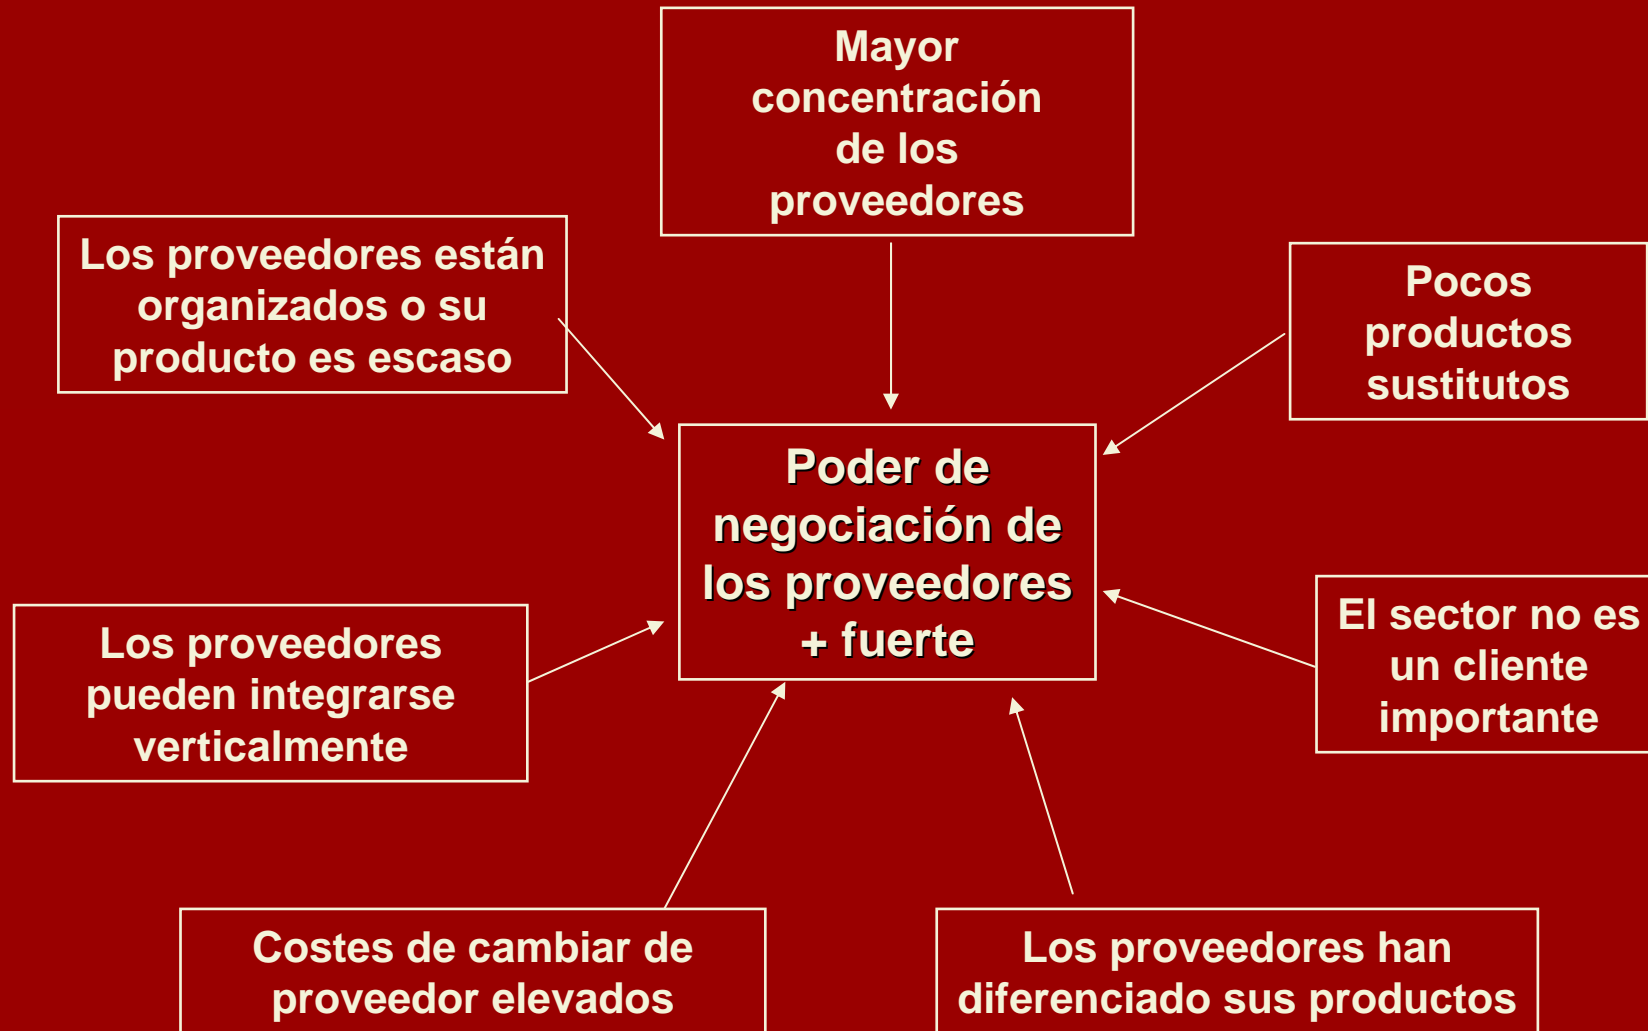 Mayor
concentración
de los
proveedores
Los proveedores están
organizados o su
producto es escaso
Pocos
productos
sustitutos
Poder de
negociación de
los proveedores
+ fuerte
Los proveedores
pueden integrarse
verticalmente
El sector no es
un cliente
importante
Costes de cambiar de
proveedor elevados
Los proveedores han
diferenciado sus productos